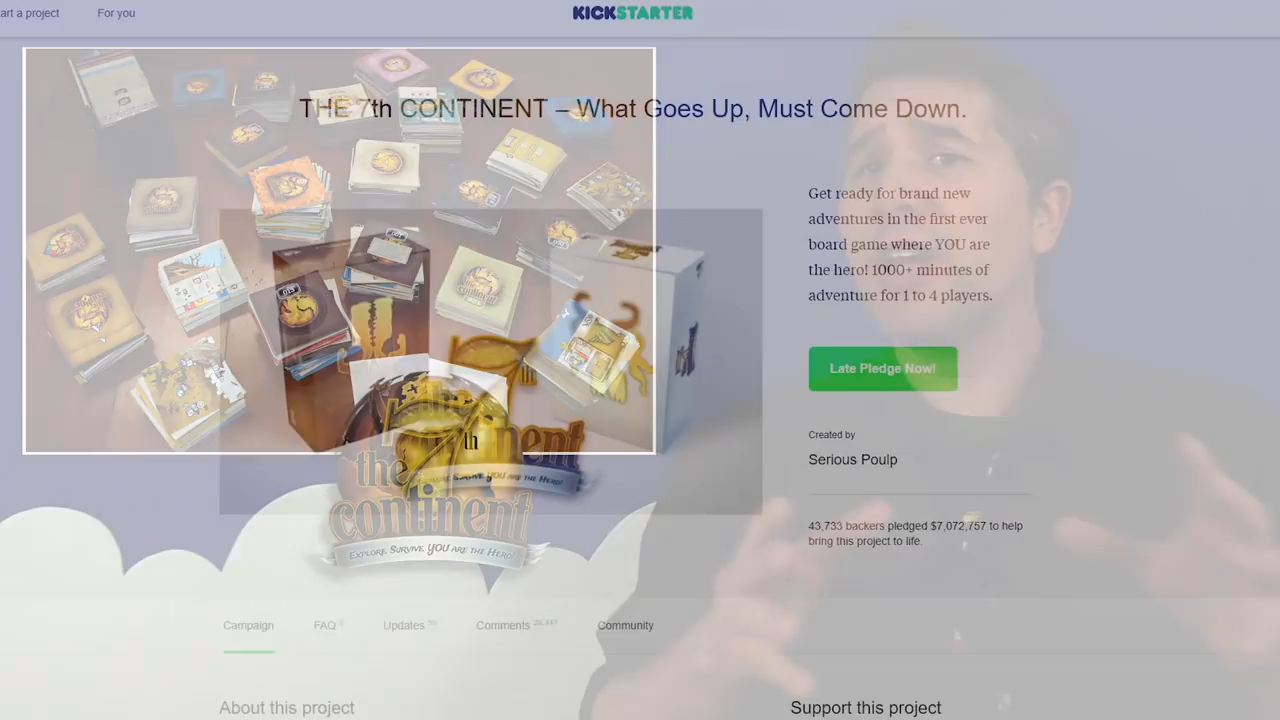 art a project
For you
KICKSTARTER
THE 7th CONTINENT – What Goes Up, Must Come Down.
Get ready for brand new
adventures in the first ever
board game where YOU are
the hero! 1000+ minutes of
adventure for 1 to 4 players.
Late Pledge Now!
Created by
Serious Poulp
43,733 backers pledged $7,072,757 to help
bring this project to life.
th
the
continent
EXPLORE. SURVIVE. YOU ARE THE HERO!
Campaign
FAQ
Updates
Comments
Community
About this project
Support this project